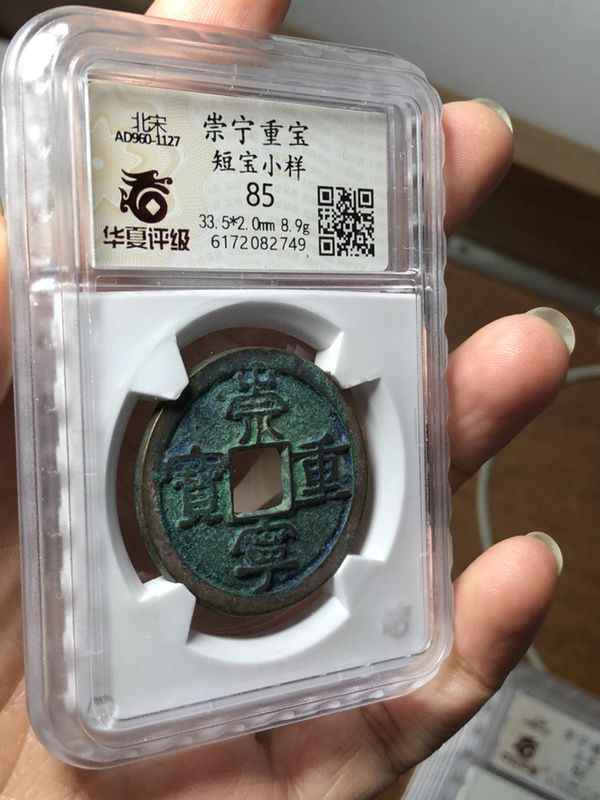 北宋
AD960-1127
华夏评级
崇宁重宝
短宝小样
85
33.5*2.0mm 8.9g
6172082749
崇
重
寧
寶